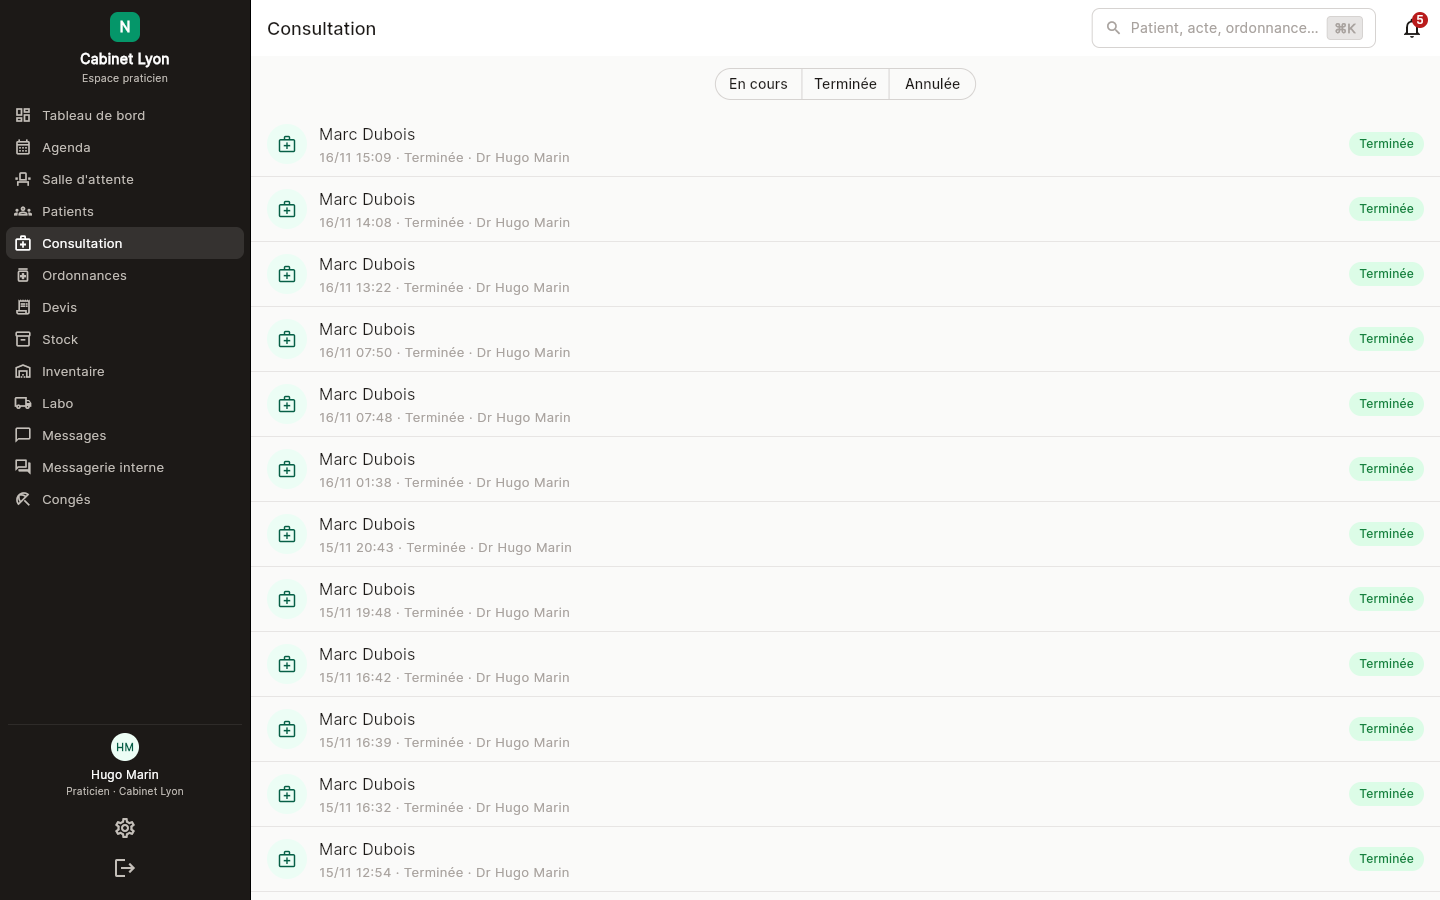 N
Cabinet Lyon
Espace praticien
Tableau de bord
Agenda
Salle d'attente
Patients
Consultation
Ordonnances
Devis
Stock
Inventaire
Labo
Messages
Messagerie interne
Congés
HM
Hugo Marin
Praticien · Cabinet Lyon
Consultation
Patient, acte, ordonnance... ⌘K
5
En cours Terminée Annulée
Marc Dubois
16/11 15:09 · Terminée · Dr Hugo Marin
Terminée
Marc Dubois
16/11 14:08 · Terminée · Dr Hugo Marin
Terminée
Marc Dubois
16/11 13:22 · Terminée · Dr Hugo Marin
Terminée
Marc Dubois
16/11 07:50 · Terminée · Dr Hugo Marin
Terminée
Marc Dubois
16/11 07:48 · Terminée · Dr Hugo Marin
Terminée
Marc Dubois
16/11 01:38 · Terminée · Dr Hugo Marin
Terminée
Marc Dubois
15/11 20:43 · Terminée · Dr Hugo Marin
Terminée
Marc Dubois
15/11 19:48 · Terminée · Dr Hugo Marin
Terminée
Marc Dubois
15/11 16:42 · Terminée · Dr Hugo Marin
Terminée
Marc Dubois
15/11 16:39 · Terminée · Dr Hugo Marin
Terminée
Marc Dubois
15/11 16:32 · Terminée · Dr Hugo Marin
Terminée
Marc Dubois
15/11 12:54 · Terminée · Dr Hugo Marin
Terminée